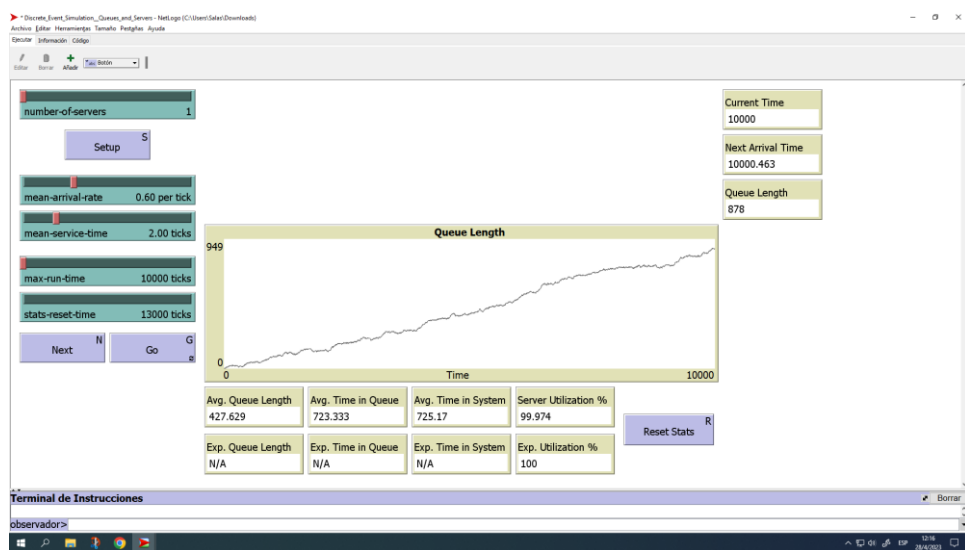 * Discrete_Event_Simulation__Queues_and_Servers - NetLogo {C:\Users\Salas\Downloads}
Archivo Editar Herramientas Tamaño Pestañas Ayuda
Ejecutar Información Código
Editar Borrar Añadir Botón
number-of-servers 1
Setup S
mean-arrival-rate 0.60 per tick
mean-service-time 2.00 ticks
max-run-time 10000 ticks
stats-reset-time 13000 ticks
Next N
Go G
Current Time
10000
Next Arrival Time
10000.463
Queue Length
878
Queue Length
949
0
0 Time 10000
Avg. Queue Length Avg. Time in Queue Avg. Time in System Server Utilization %
427.629 723.333 725.17 99.974
Exp. Queue Length Exp. Time in Queue Exp. Time in System Exp. Utilization %
N/A N/A N/A 100
Reset Stats R
Terminal de Instrucciones Borrar
observador>
ESP 12:16
28/4/2023